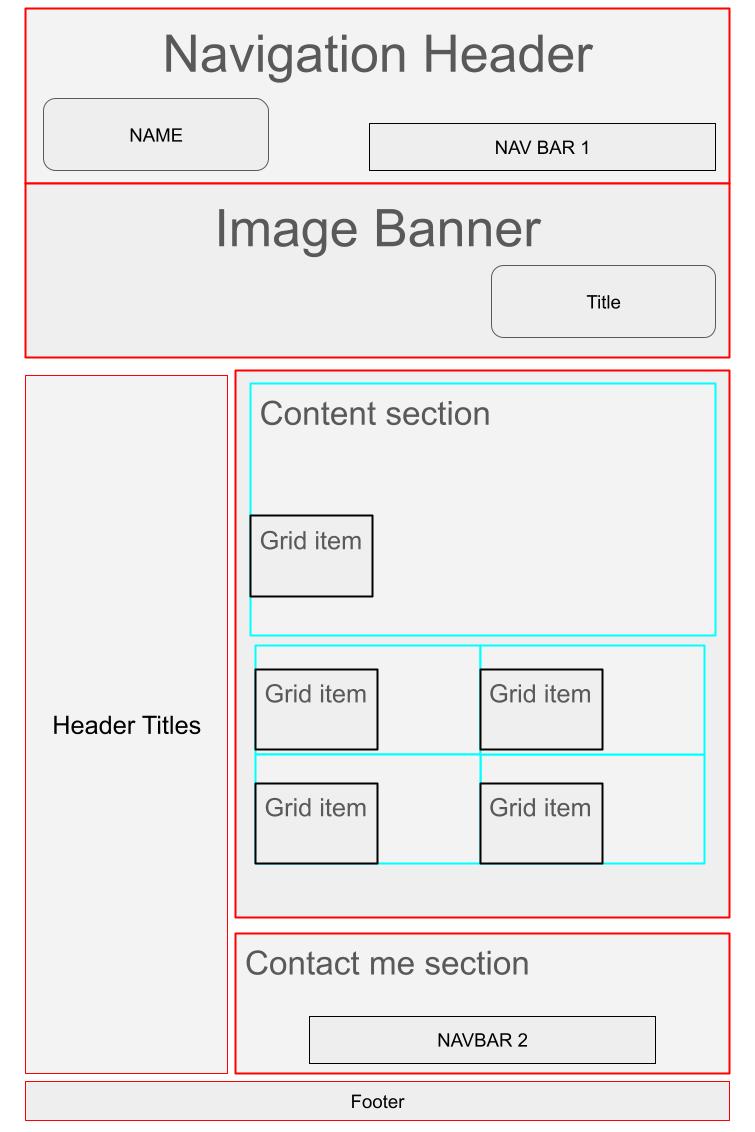 Navigation Header
NAME
NAV BAR 1
Image Banner
Title
Content section
Grid item
Grid item
Grid item
Header Titles
Grid item
Grid item
Contact me section
NAVBAR 2
Footer